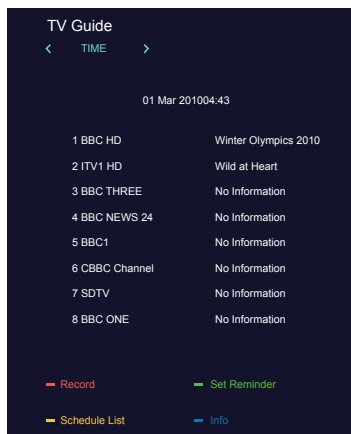 TV Guide
TIME
01 Mar 201004:43
1 BBC HD Winter Olympics 2010
2 ITV1 HD Wild at Heart
3 BBC THREE No Information
4 BBC NEWS 24 No Information
5 BBC1 No Information
6 CBBC Channel No Information
7 SDTV No Information
8 BBC ONE No Information
Record Set Reminder
Schedule List Info